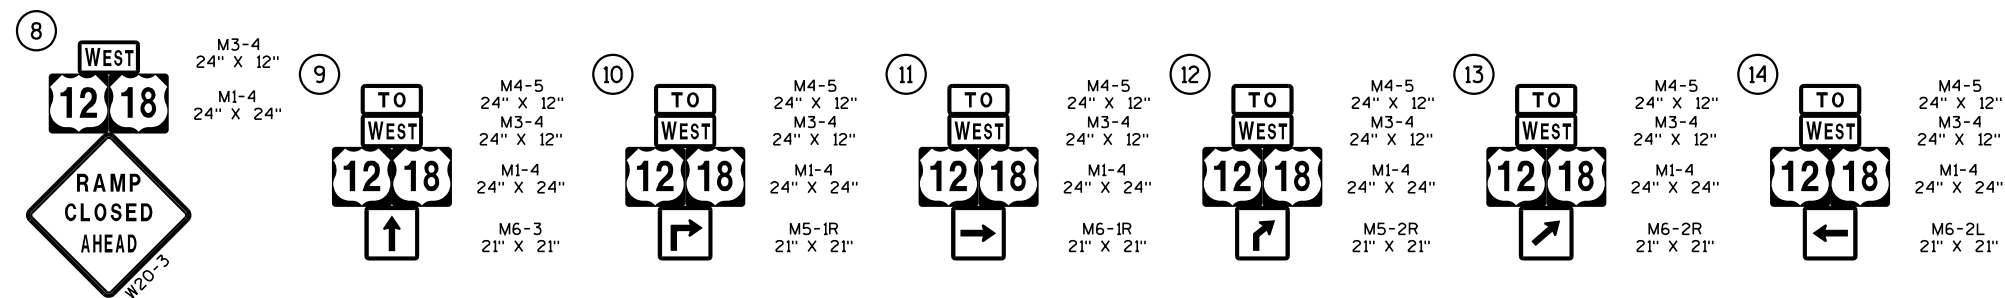 8
WEST
12 18
RAMP
CLOSED
AHEAD
W20-3
M3-4
24" X 12"
M1-4
24" X 24"
9
TO
WEST
12 18
M4-5
24" X 12"
M3-4
24" X 12"
M1-4
24" X 24"
M6-3
21" X 21"
10
TO
WEST
12 18
M4-5
24" X 12"
M3-4
24" X 12"
M1-4
24" X 24"
M5-1R
21" X 21"
11
TO
WEST
12 18
M4-5
24" X 12"
M3-4
24" X 12"
M1-4
24" X 24"
M6-1R
21" X 21"
12
TO
WEST
12 18
M4-5
24" X 12"
M3-4
24" X 12"
M1-4
24" X 24"
M5-2R
21" X 21"
13
TO
WEST
12 18
M4-5
24" X 12"
M3-4
24" X 12"
M1-4
24" X 24"
M6-2R
21" X 21"
14
TO
WEST
12 18
M4-5
24" X 12"
M3-4
24" X 12"
M1-4
24" X 24"
M6-2L
21" X 21"